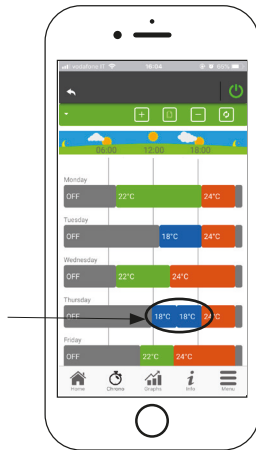 vodafone IT 16:04 65%
06:00 12:00 18:00
Monday
OFF 22°C 24°C
Tuesday
OFF 18°C 24°C
Wednesday
OFF 22°C 24°C
Thursday
OFF 18°C 18°C 24°C
Friday
OFF 22°C 24°C
Home Chrono Graphs Info Menu